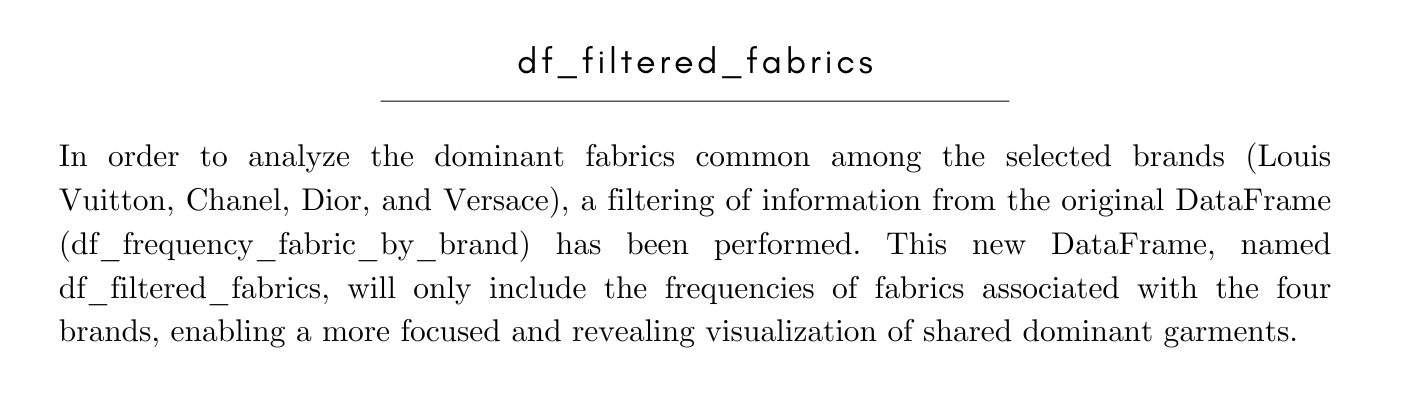 df_filtered_fabrics
In order to analyze the dominant fabrics common among the selected brands (Louis
Vuitton, Chanel, Dior, and Versace), a filtering of information from the original DataFrame
(df_frequency_fabric_by_brand) has been performed. This new DataFrame, named
df_filtered_fabrics, will only include the frequencies of fabrics associated with the four
brands, enabling a more focused and revealing visualization of shared dominant garments.